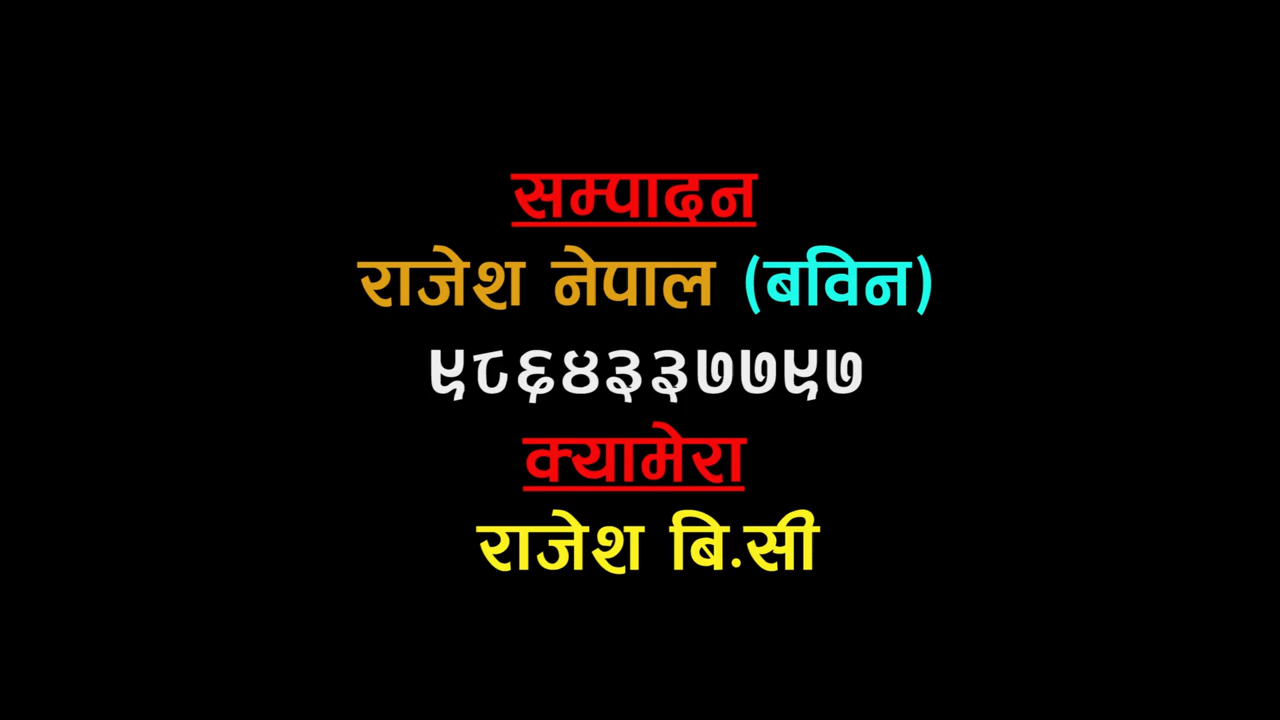 सम्पादन
राजेश नेपाल (बविन)
९८६४३३७७९७
क्यामेरा
राजेश बि.सी